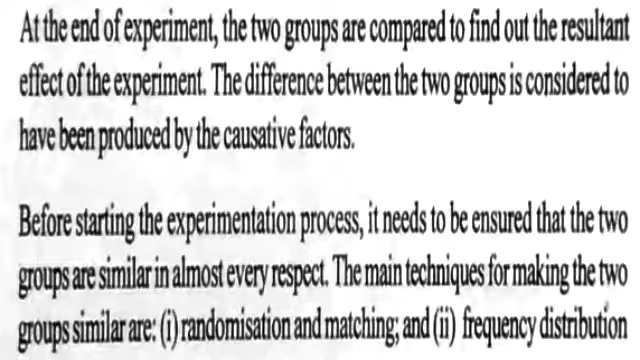 At the end of experiment, the two groups are compared to find out the resultant
effect of the experiment. The difference between the two groups is considered to
have been produced by the causative factors.
Before starting the experimentation process, it needs to be ensured that the two
groups are similar in almost every respect. The main techniques for making the two
groups similar are: (i) randomisation and matching; and (ii) frequency distribution